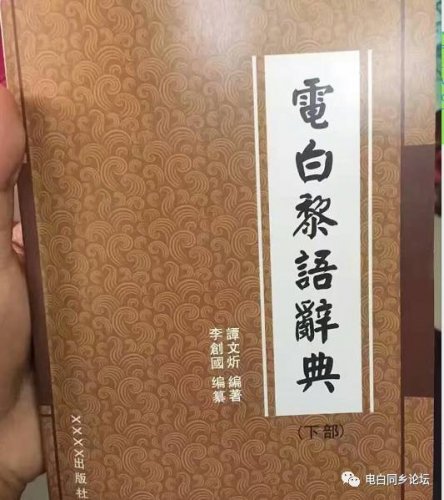 電白黎語辭典
(下部)
譚文炘 編著
李創國 编纂
XXXX出版社
电白同乡论坛